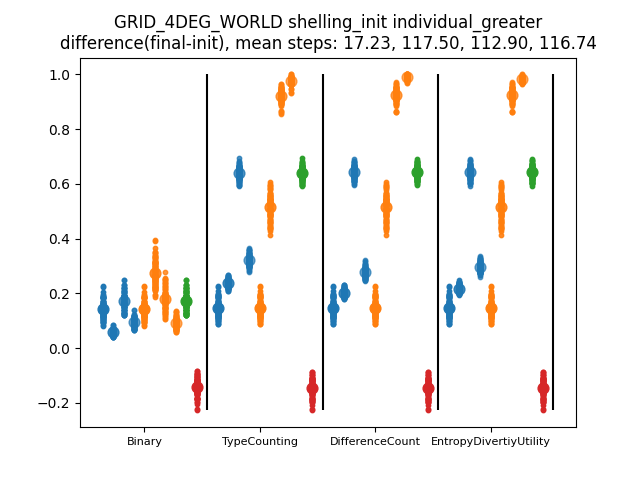 GRID_4DEG_WORLD shelling_init individual_greater
difference(final-init), mean steps: 17.23, 117.50, 112.90, 116.74
1.0
0.8
0.6
0.4
0.2
0.0
−0.2
Binary TypeCounting DifferenceCount EntropyDivertiyUtility